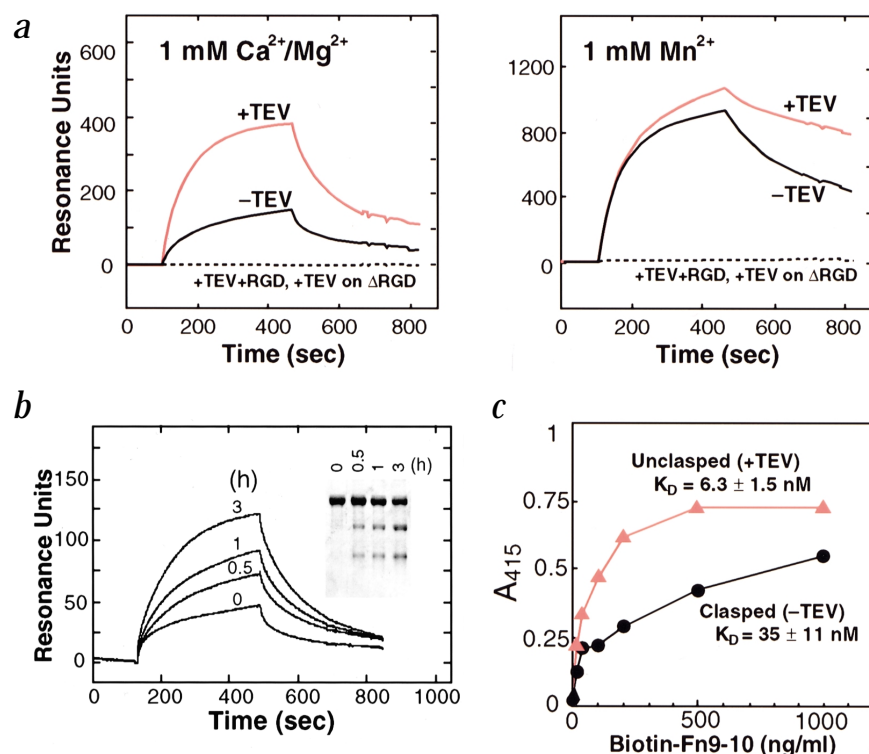 a
1 mM Ca²⁺/Mg²⁺
Resonance Units
600
400
200
0
+TEV
−TEV
+TEV+RGD, +TEV on ΔRGD
0 200 400 600 800
Time (sec)
1 mM Mn²⁺
1200
800
400
0
+TEV
−TEV
+TEV+RGD, +TEV on ΔRGD
200 400 600 800
Time (sec)
b
Resonance Units
150
100
50
0
(h)
3
1
0.5
0
0 0.5 1 3 (h)
0 200 400 600 800 1000
Time (sec)
c
A415
1
0.75
0.5
0.25
0
Unclasped (+TEV)
KD = 6.3 ± 1.5 nM
Clasped (−TEV)
KD = 35 ± 11 nM
0 500 1000
Biotin-Fn9-10 (ng/ml)